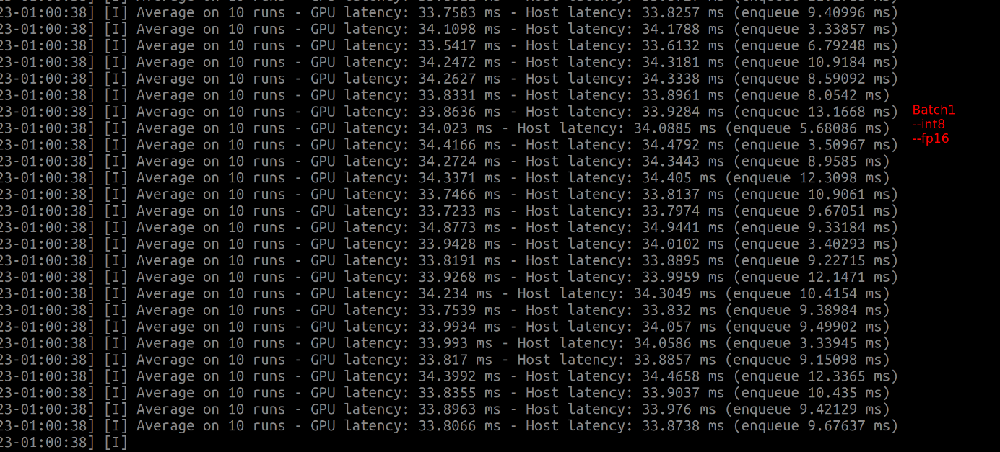 23-01:00:38] [I] Average on 10 runs - GPU latency: 33.7583 ms - Host latency: 33.8257 ms (enqueue 9.40996 ms)
23-01:00:38] [I] Average on 10 runs - GPU latency: 34.1098 ms - Host latency: 34.1788 ms (enqueue 3.33857 ms)
23-01:00:38] [I] Average on 10 runs - GPU latency: 33.5417 ms - Host latency: 33.6132 ms (enqueue 6.79248 ms)
23-01:00:38] [I] Average on 10 runs - GPU latency: 34.2472 ms - Host latency: 34.3181 ms (enqueue 10.9184 ms)
23-01:00:38] [I] Average on 10 runs - GPU latency: 34.2627 ms - Host latency: 34.3338 ms (enqueue 8.59092 ms)
23-01:00:38] [I] Average on 10 runs - GPU latency: 33.8331 ms - Host latency: 33.8961 ms (enqueue 8.0542 ms)
23-01:00:38] [I] Average on 10 runs - GPU latency: 33.8636 ms - Host latency: 33.9284 ms (enqueue 13.1668 ms)
23-01:00:38] [I] Average on 10 runs - GPU latency: 34.023 ms - Host latency: 34.0885 ms (enqueue 5.68086 ms)
23-01:00:38] [I] Average on 10 runs - GPU latency: 34.4166 ms - Host latency: 34.4792 ms (enqueue 3.50967 ms)
23-01:00:38] [I] Average on 10 runs - GPU latency: 34.2724 ms - Host latency: 34.3443 ms (enqueue 8.9585 ms)
23-01:00:38] [I] Average on 10 runs - GPU latency: 34.3371 ms - Host latency: 34.405 ms (enqueue 12.3098 ms)
23-01:00:38] [I] Average on 10 runs - GPU latency: 33.7466 ms - Host latency: 33.8137 ms (enqueue 10.9061 ms)
23-01:00:38] [I] Average on 10 runs - GPU latency: 33.7233 ms - Host latency: 33.7974 ms (enqueue 9.67051 ms)
23-01:00:38] [I] Average on 10 runs - GPU latency: 34.8773 ms - Host latency: 34.9441 ms (enqueue 9.33184 ms)
23-01:00:38] [I] Average on 10 runs - GPU latency: 33.9428 ms - Host latency: 34.0102 ms (enqueue 3.40293 ms)
23-01:00:38] [I] Average on 10 runs - GPU latency: 33.8191 ms - Host latency: 33.8895 ms (enqueue 9.22715 ms)
23-01:00:38] [I] Average on 10 runs - GPU latency: 33.9268 ms - Host latency: 33.9959 ms (enqueue 12.1471 ms)
23-01:00:38] [I] Average on 10 runs - GPU latency: 34.234 ms - Host latency: 34.3049 ms (enqueue 10.4154 ms)
23-01:00:38] [I] Average on 10 runs - GPU latency: 33.7539 ms - Host latency: 33.832 ms (enqueue 9.38984 ms)
23-01:00:38] [I] Average on 10 runs - GPU latency: 33.9934 ms - Host latency: 34.057 ms (enqueue 9.49902 ms)
23-01:00:38] [I] Average on 10 runs - GPU latency: 33.993 ms - Host latency: 34.0586 ms (enqueue 3.33945 ms)
23-01:00:38] [I] Average on 10 runs - GPU latency: 33.817 ms - Host latency: 33.8857 ms (enqueue 9.15098 ms)
23-01:00:38] [I] Average on 10 runs - GPU latency: 34.3992 ms - Host latency: 34.4658 ms (enqueue 12.3365 ms)
23-01:00:38] [I] Average on 10 runs - GPU latency: 33.8355 ms - Host latency: 33.9037 ms (enqueue 10.435 ms)
23-01:00:38] [I] Average on 10 runs - GPU latency: 33.8963 ms - Host latency: 33.976 ms (enqueue 9.42129 ms)
23-01:00:38] [I] Average on 10 runs - GPU latency: 33.8066 ms - Host latency: 33.8738 ms (enqueue 9.67637 ms)
23-01:00:38] [I]
Batch1
--int8
--fp16